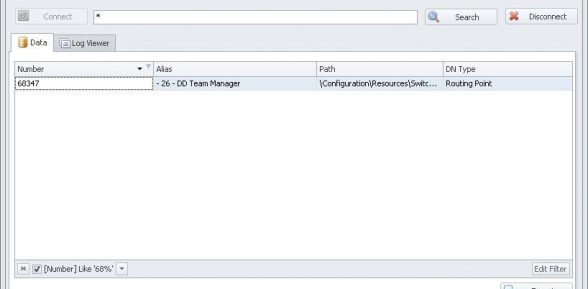 Connect
*
Search
Disconnect
Data
Log Viewer
Number Alias Path DN Type
68347 - 26 - DD Team Manager \Configuration\Resources\Switc... Routing Point
[Number] Like '68%'
Edit Filter